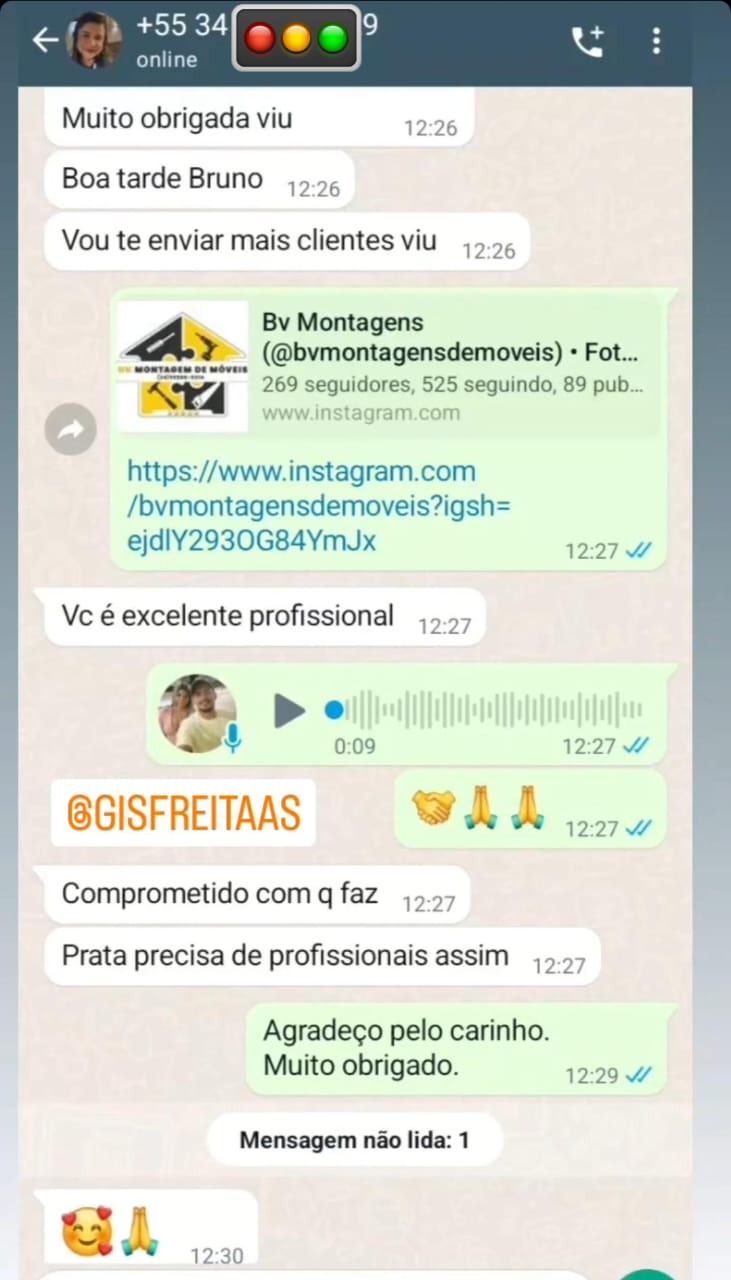 +55 34 9
online
Muito obrigada viu 12:26
Boa tarde Bruno 12:26
Vou te enviar mais clientes viu 12:26
Bv Montagens
(@bvmontagensdemoveis) • Fot...
269 seguidores, 525 seguindo, 89 pub...
www.instagram.com
MONTAGEM DE MÓVEIS
https://www.instagram.com
/bvmontagensdemoveis?igsh=
ejdlY293OG84YmJx
12:27
Vc é excelente profissional 12:27
0:09 12:27
@GISFREITAAS
🤝🙏🙏 12:27
Comprometido com q faz 12:27
Prata precisa de profissionais assim 12:27
Agradeço pelo carinho.
Muito obrigado. 12:29
Mensagem não lida: 1
🥰🙏 12:30